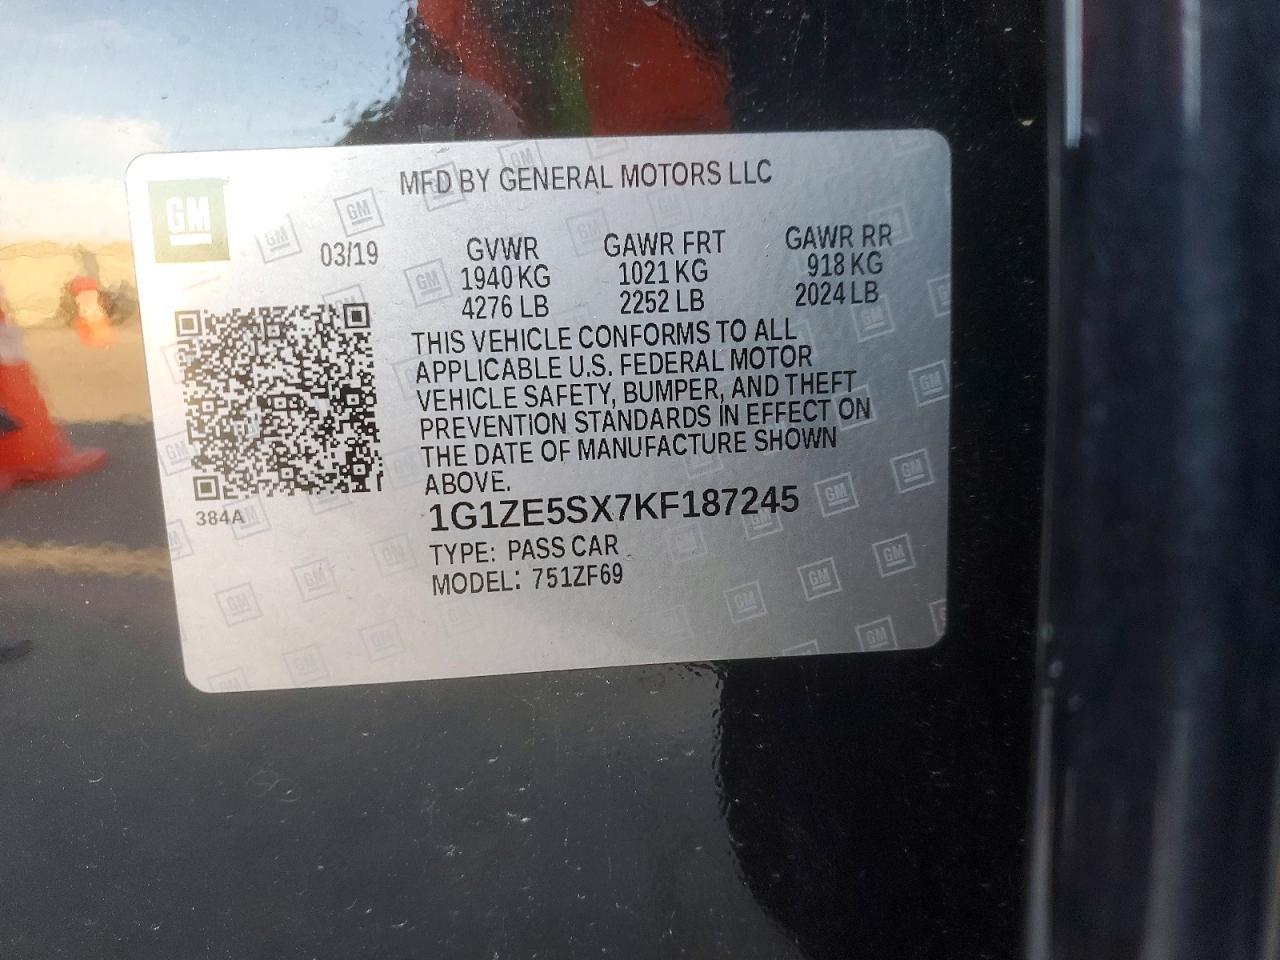 MFD BY GENERAL MOTORS LLC
GM
03/19
GVWR
1940 KG
4276 LB
GAWR FRT
1021 KG
2252 LB
GAWR RR
918 KG
2024 LB
THIS VEHICLE CONFORMS TO ALL
APPLICABLE U.S. FEDERAL MOTOR
VEHICLE SAFETY, BUMPER, AND THEFT
PREVENTION STANDARDS IN EFFECT ON
THE DATE OF MANUFACTURE SHOWN
ABOVE.
384A
1G1ZE5SX7KF187245
TYPE: PASS CAR
MODEL: 751ZF69